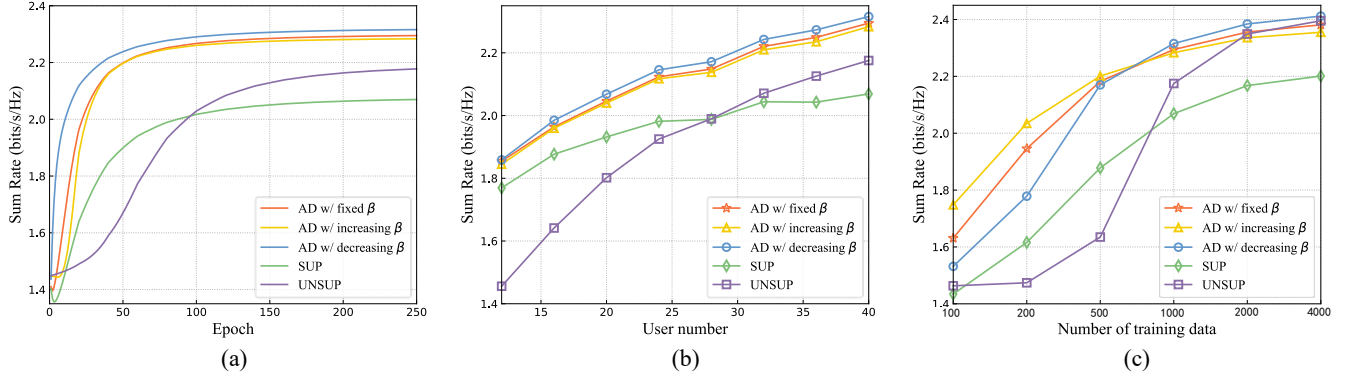 2.4
2.2
2.0
1.8
1.6
1.4
Sum Rate (bits/s/Hz)
AD w/ fixed β
AD w/ increasing β
AD w/ decreasing β
SUP
UNSUP
0 50 100 150 200 250
Epoch
(a)
2.2
2.0
1.8
1.6
1.4
Sum Rate (bits/s/Hz)
AD w/ fixed β
AD w/ increasing β
AD w/ decreasing β
SUP
UNSUP
15 20 25 30 35 40
User number
(b)
2.4
2.2
2.0
1.8
1.6
1.4
Sum Rate (bits/s/Hz)
AD w/ fixed β
AD w/ increasing β
AD w/ decreasing β
SUP
UNSUP
100 200 500 1000 2000 4000
Number of training data
(c)